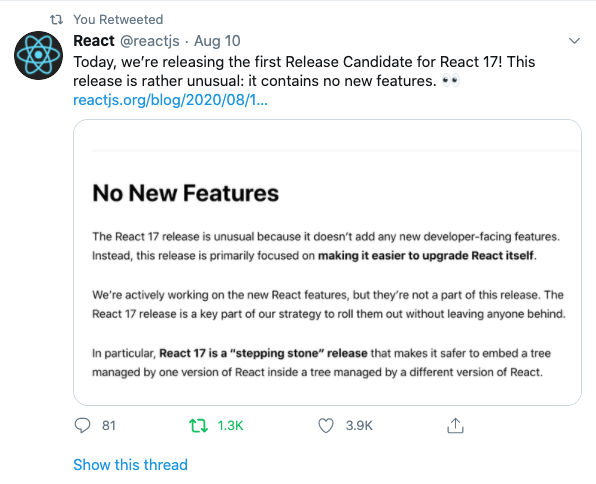 You Retweeted
React @reactjs · Aug 10
Today, we’re releasing the first Release Candidate for React 17! This
release is rather unusual: it contains no new features. 👀
reactjs.org/blog/2020/08/1...
No New Features
The React 17 release is unusual because it doesn’t add any new developer-facing features.
Instead, this release is primarily focused on making it easier to upgrade React itself.
We’re actively working on the new React features, but they’re not a part of this release. The
React 17 release is a key part of our strategy to roll them out without leaving anyone behind.
In particular, React 17 is a “stepping stone” release that makes it safer to embed a tree
managed by one version of React inside a tree managed by a different version of React.
81 1.3K 3.9K
Show this thread